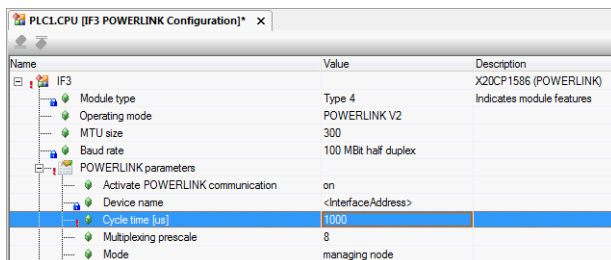 PLC1.CPU [IF3 POWERLINK Configuration]* x
Name Value Description
IF3 X20CP1586 (POWERLINK)
Module type Type 4 Indicates module features
Operating mode POWERLINK V2
MTU size 300
Baud rate 100 MBit half duplex
POWERLINK parameters
Activate POWERLINK communication on
Device name <InterfaceAddress>
Cycle time [us] 1000
Multiplexing prescale 8
Mode managing node